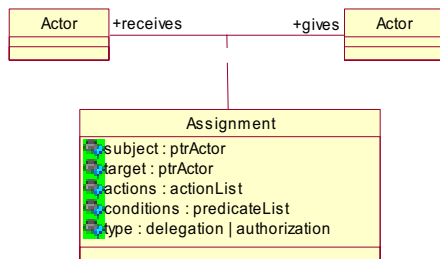 Actor
+receives
+gives
Actor
Assignment
subject : ptrActor
target : ptrActor
actions : actionList
conditions : predicateList
type : delegation | authorization